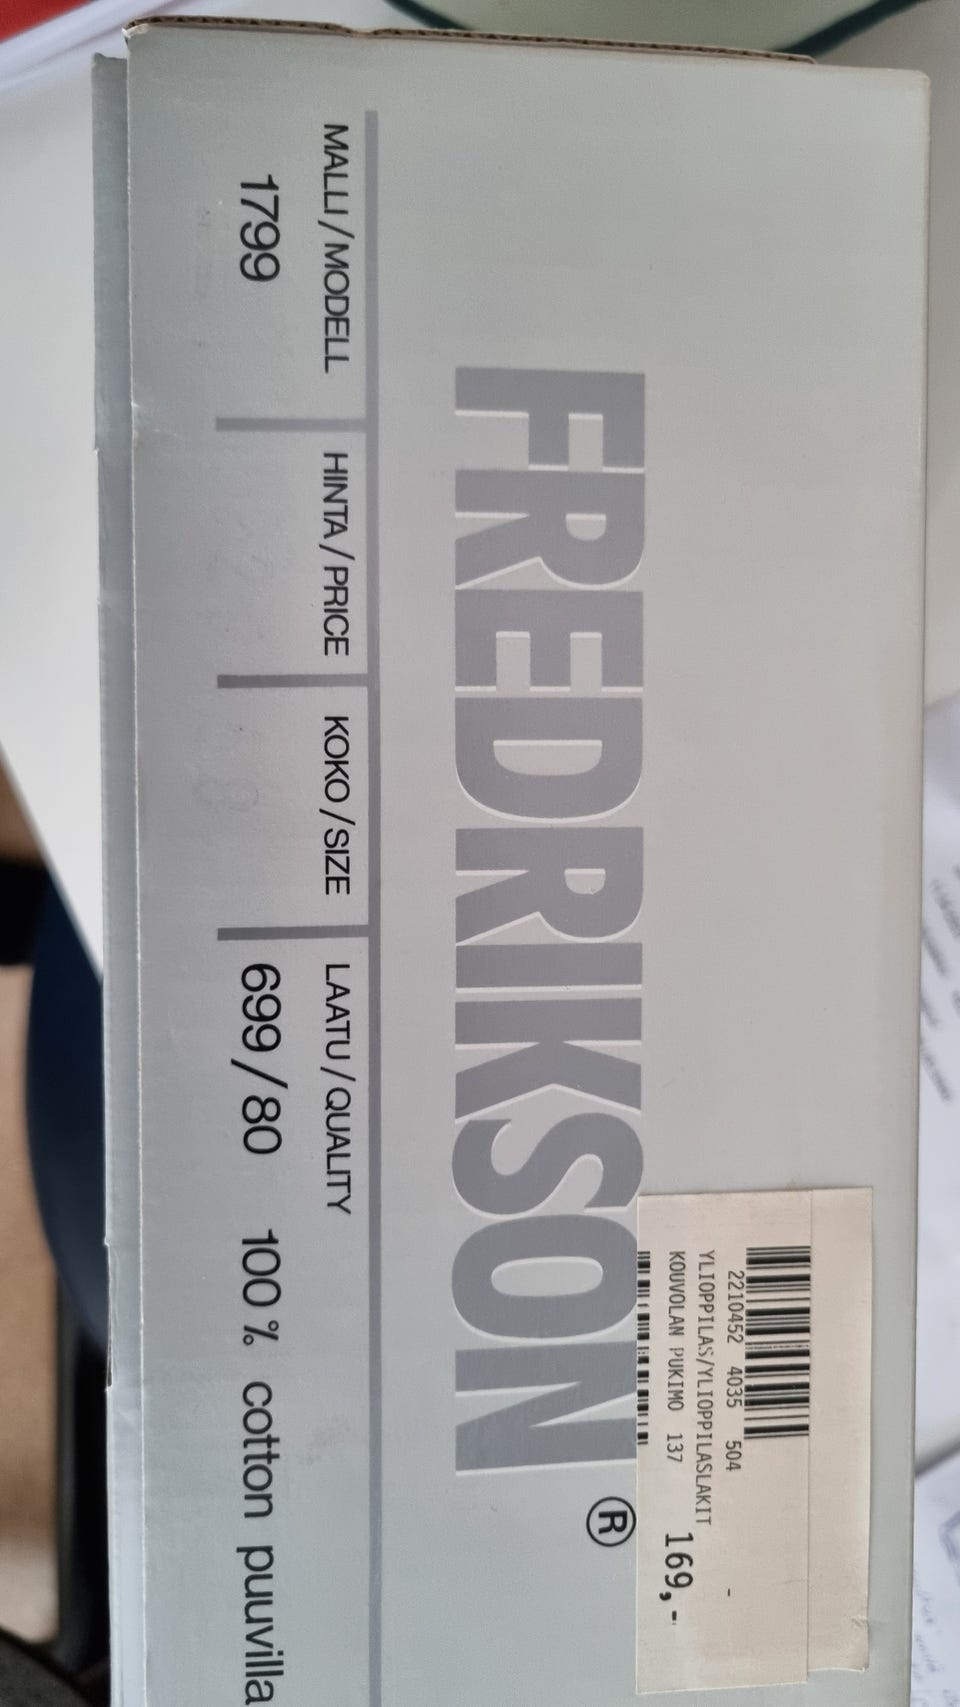 2210452 4035 504 -
YLIOPPILAS/YLIOPPILASLAKIT
KOUVOLAN PUKIMO 137 169,-
FREDRIKSON®
MALLI/MODELL HINTA/PRICE KOKO/SIZE LAATU/QUALITY
1799 699/80 100% cotton puuvilla